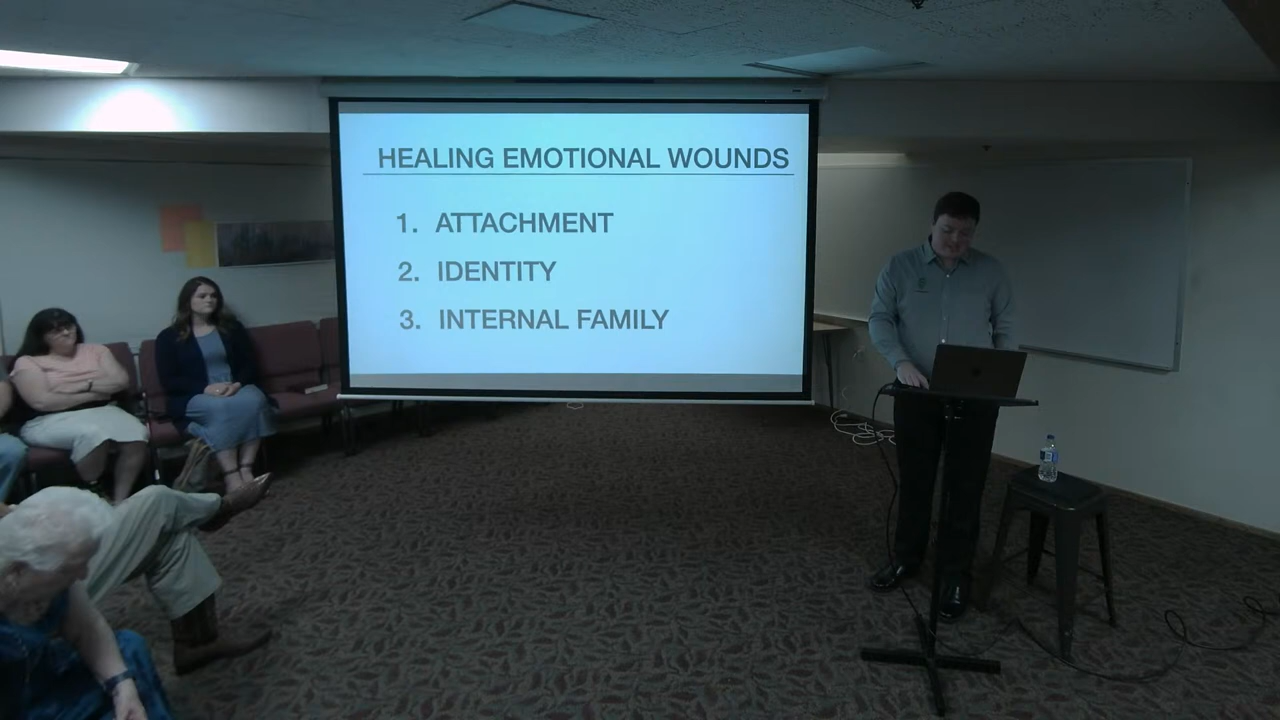 HEALING EMOTIONAL WOUNDS
1. ATTACHMENT
2. IDENTITY
3. INTERNAL FAMILY